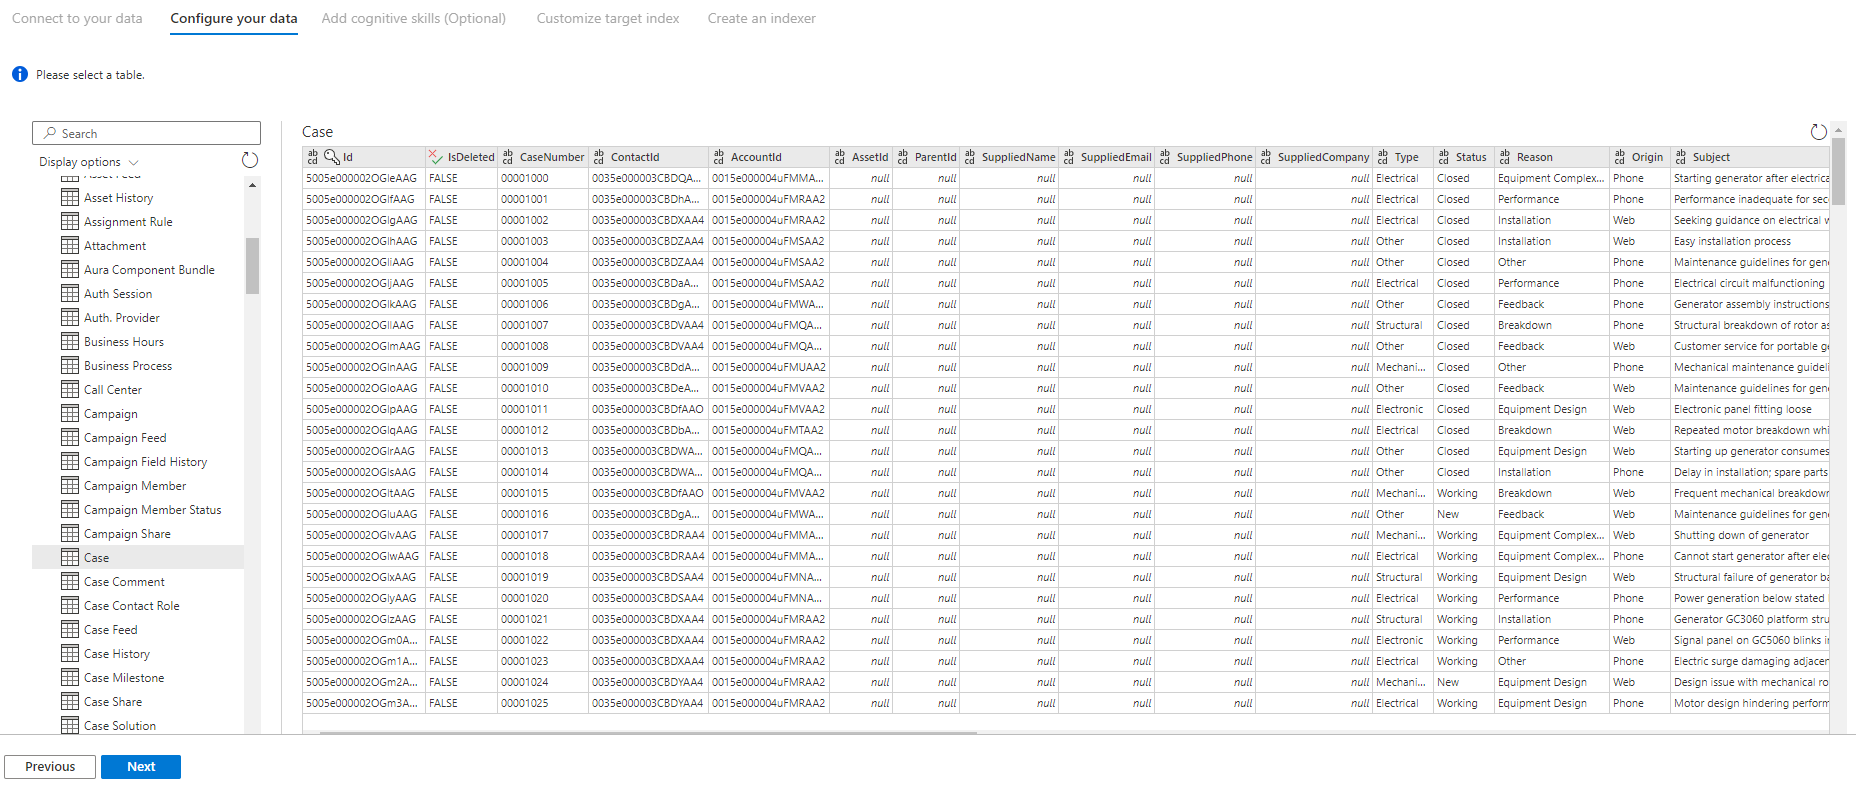 Connect to your data Configure your data Add cognitive skills (Optional) Customize target index Create an indexer
Please select a table.
Search
Display options
Asset Feed
Asset History
Assignment Rule
Attachment
Aura Component Bundle
Auth Session
Auth. Provider
Business Hours
Business Process
Call Center
Campaign
Campaign Feed
Campaign Field History
Campaign Member
Campaign Member Status
Campaign Share
Case
Case Comment
Case Contact Role
Case Feed
Case History
Case Milestone
Case Share
Case Solution
Case
abcd Id IsDeleted abcd CaseNumber abcd ContactId abcd AccountId abcd AssetId abcd ParentId abcd SuppliedName abcd SuppliedEmail abcd SuppliedPhone abcd SuppliedCompany abcd Type abcd Status abcd Reason abcd Origin abcd Subject
5005e000002OGleAAG FALSE 00001000 0035e000003CBDQA... 0015e000004uFMMA... null null null null null null Electrical Closed Equipment Complex... Phone Starting generator after electrica
5005e000002OGlfAAG FALSE 00001001 0035e000003CBDhA... 0015e000004uFMRAA2 null null null null null null Electrical Closed Performance Phone Performance inadequate for sec
5005e000002OGlgAAG FALSE 00001002 0035e000003CBDXAA4 0015e000004uFMRAA2 null null null null null null Electrical Closed Installation Web Seeking guidance on electrical w
5005e000002OGlhAAG FALSE 00001003 0035e000003CBDZAA4 0015e000004uFMSAA2 null null null null null null Other Closed Installation Web Easy installation process
5005e000002OGliAAG FALSE 00001004 0035e000003CBDZAA4 0015e000004uFMSAA2 null null null null null null Other Closed Other Phone Maintenance guidelines for gen
5005e000002OGljAAG FALSE 00001005 0035e000003CBDaA... 0015e000004uFMSAA2 null null null null null null Electrical Closed Performance Phone Electrical circuit malfunctioning
5005e000002OGlkAAG FALSE 00001006 0035e000003CBDgA... 0015e000004uFMWA... null null null null null null Other Closed Feedback Phone Generator assembly instructions
5005e000002OGllAAG FALSE 00001007 0035e000003CBDVAA4 0015e000004uFMQA... null null null null null null Structural Closed Breakdown Phone Structural breakdown of rotor as
5005e000002OGlmAAG FALSE 00001008 0035e000003CBDVAA4 0015e000004uFMQA... null null null null null null Other Closed Feedback Web Customer service for portable ge
5005e000002OGlnAAG FALSE 00001009 0035e000003CBDdA... 0015e000004uFMUAA2 null null null null null null Mechani... Closed Other Phone Mechanical maintenance guideli
5005e000002OGloAAG FALSE 00001010 0035e000003CBDeA... 0015e000004uFMVAA2 null null null null null null Other Closed Feedback Web Maintenance guidelines for gen
5005e000002OGlpAAG FALSE 00001011 0035e000003CBDfAAO 0015e000004uFMVAA2 null null null null null null Electronic Closed Equipment Design Web Electronic panel fitting loose
5005e000002OGlqAAG FALSE 00001012 0035e000003CBDbA... 0015e000004uFMTAA2 null null null null null null Electrical Closed Breakdown Web Repeated motor breakdown whi
5005e000002OGlrAAG FALSE 00001013 0035e000003CBDWA... 0015e000004uFMQA... null null null null null null Other Closed Equipment Design Web Starting up generator consumes
5005e000002OGlsAAG FALSE 00001014 0035e000003CBDWA... 0015e000004uFMQA... null null null null null null Other Closed Installation Phone Delay in installation; spare parts
5005e000002OGltAAG FALSE 00001015 0035e000003CBDfAAO 0015e000004uFMVAA2 null null null null null null Mechani... Working Breakdown Web Frequent mechanical breakdown
5005e000002OGluAAG FALSE 00001016 0035e000003CBDgA... 0015e000004uFMWA... null null null null null null Other New Feedback Web Maintenance guidelines for gen
5005e000002OGlvAAG FALSE 00001017 0035e000003CBDRAA4 0015e000004uFMMA... null null null null null null Mechani... Working Equipment Complex... Web Shutting down of generator
5005e000002OGlwAAG FALSE 00001018 0035e000003CBDRAA4 0015e000004uFMMA... null null null null null null Electrical Working Equipment Complex... Phone Cannot start generator after elec
5005e000002OGlxAAG FALSE 00001019 0035e000003CBDSAA4 0015e000004uFMNA... null null null null null null Structural Working Equipment Design Web Structural failure of generator ba
5005e000002OGlyAAG FALSE 00001020 0035e000003CBDSAA4 0015e000004uFMNA... null null null null null null Electrical Working Performance Phone Power generation below stated
5005e000002OGlzAAG FALSE 00001021 0035e000003CBDXAA4 0015e000004uFMRAA2 null null null null null null Structural Working Installation Phone Generator GC3060 platform stru
5005e000002OGm0A... FALSE 00001022 0035e000003CBDXAA4 0015e000004uFMRAA2 null null null null null null Electronic Working Performance Web Signal panel on GC5060 blinks i
5005e000002OGm1A... FALSE 00001023 0035e000003CBDXAA4 0015e000004uFMRAA2 null null null null null null Electrical Working Other Phone Electric surge damaging adjacen
5005e000002OGm2A... FALSE 00001024 0035e000003CBDYAA4 0015e000004uFMRAA2 null null null null null null Mechani... New Equipment Design Web Design issue with mechanical ro
5005e000002OGm3A... FALSE 00001025 0035e000003CBDYAA4 0015e000004uFMRAA2 null null null null null null Electrical Working Equipment Design Phone Motor design hindering perform
Previous Next